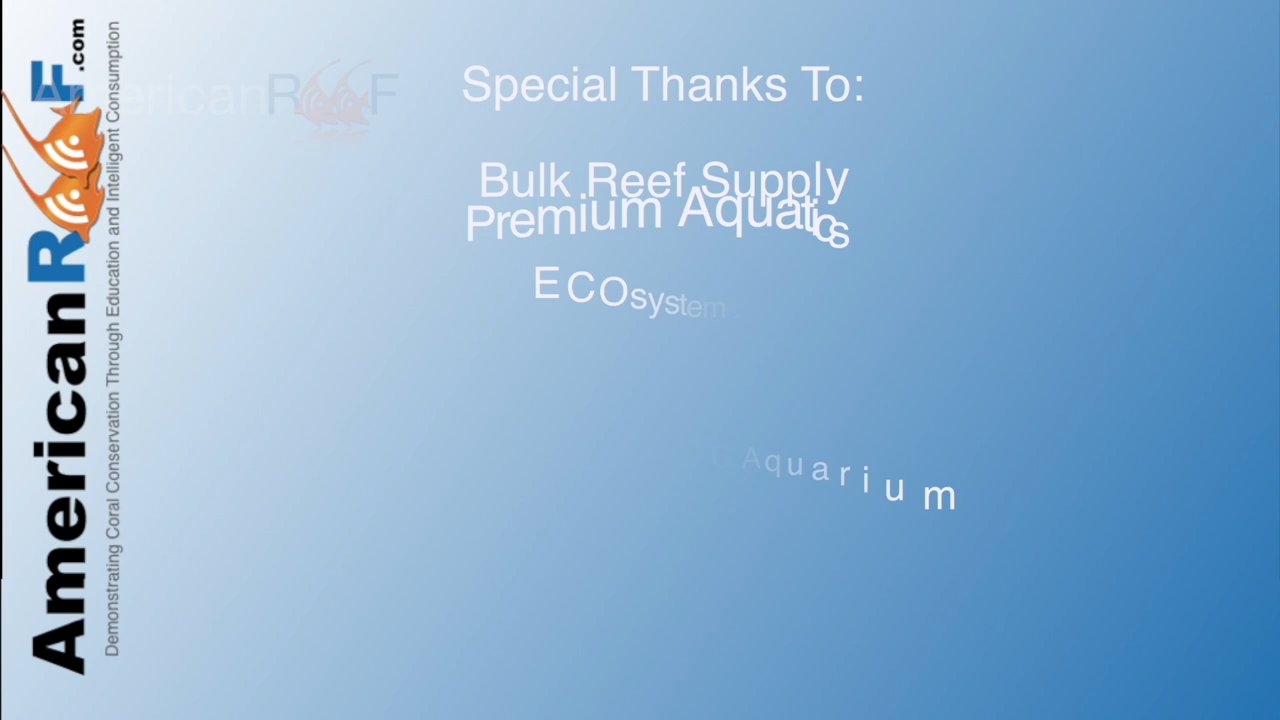 AmericanREEF.com
Demonstrating Coral Conservation Through Education and Intelligent Consumption
AmericanREEF
Special Thanks To:
Bulk Reef Supply
Premium Aquatics
ECOsystem
Aquarium